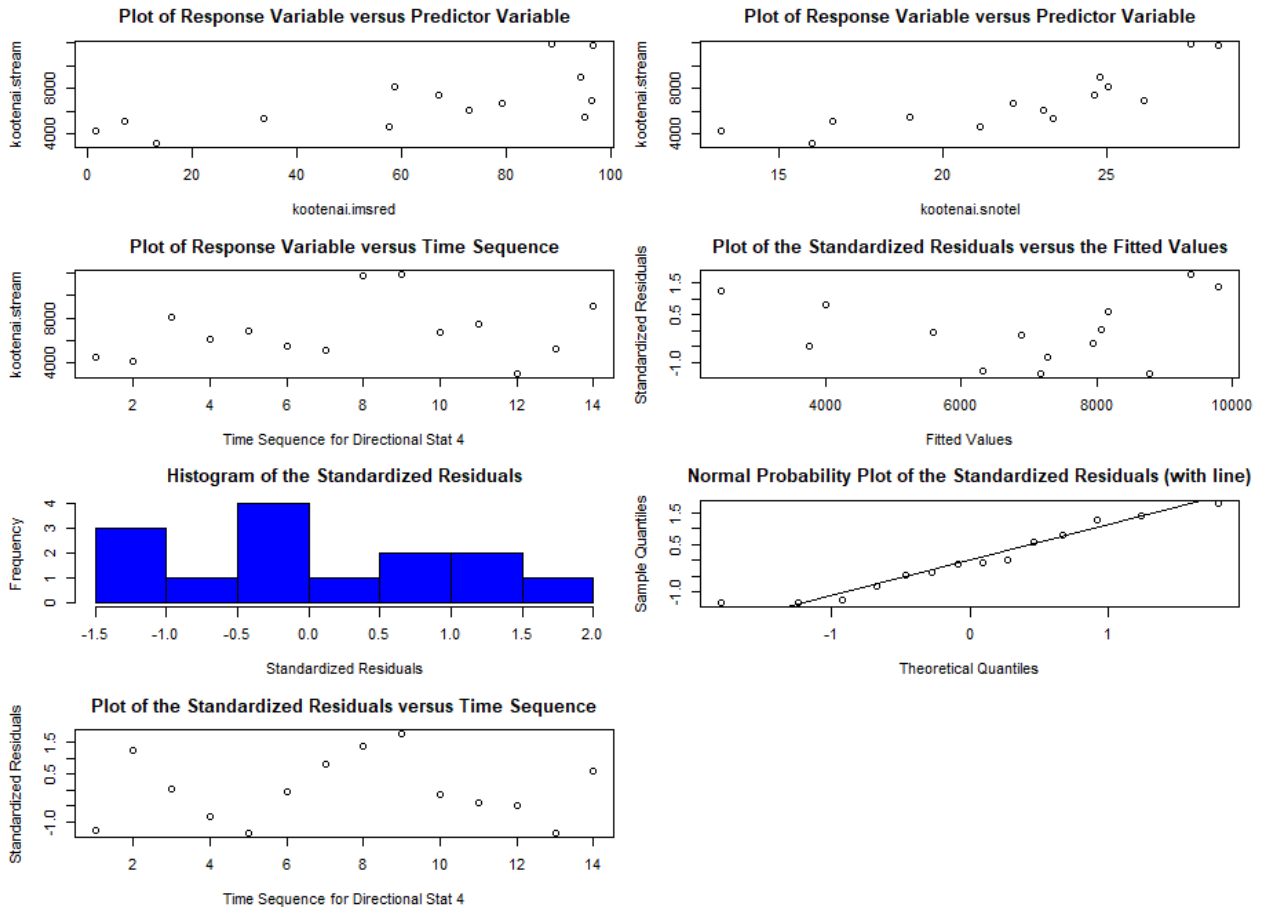 Plot of Response Variable versus Predictor Variable
kootenai.stream
4000 8000
0 20 40 60 80 100
kootenai.imsred
Plot of Response Variable versus Predictor Variable
kootenai.stream
4000 8000
15 20 25
kootenai.snotel
Plot of Response Variable versus Time Sequence
kootenai.stream
4000 8000
2 4 6 8 10 12 14
Time Sequence for Directional Stat 4
Plot of the Standardized Residuals versus the Fitted Values
Standardized Residuals
-1.0 0.5 1.5
4000 6000 8000 10000
Fitted Values
Histogram of the Standardized Residuals
Frequency
0 1 2 3 4
-1.5 -1.0 -0.5 0.0 0.5 1.0 1.5 2.0
Standardized Residuals
Normal Probability Plot of the Standardized Residuals (with line)
Sample Quantiles
-1.0 0.5 1.5
-1 0 1
Theoretical Quantiles
Plot of the Standardized Residuals versus Time Sequence
Standardized Residuals
-1.0 0.5 1.5
2 4 6 8 10 12 14
Time Sequence for Directional Stat 4